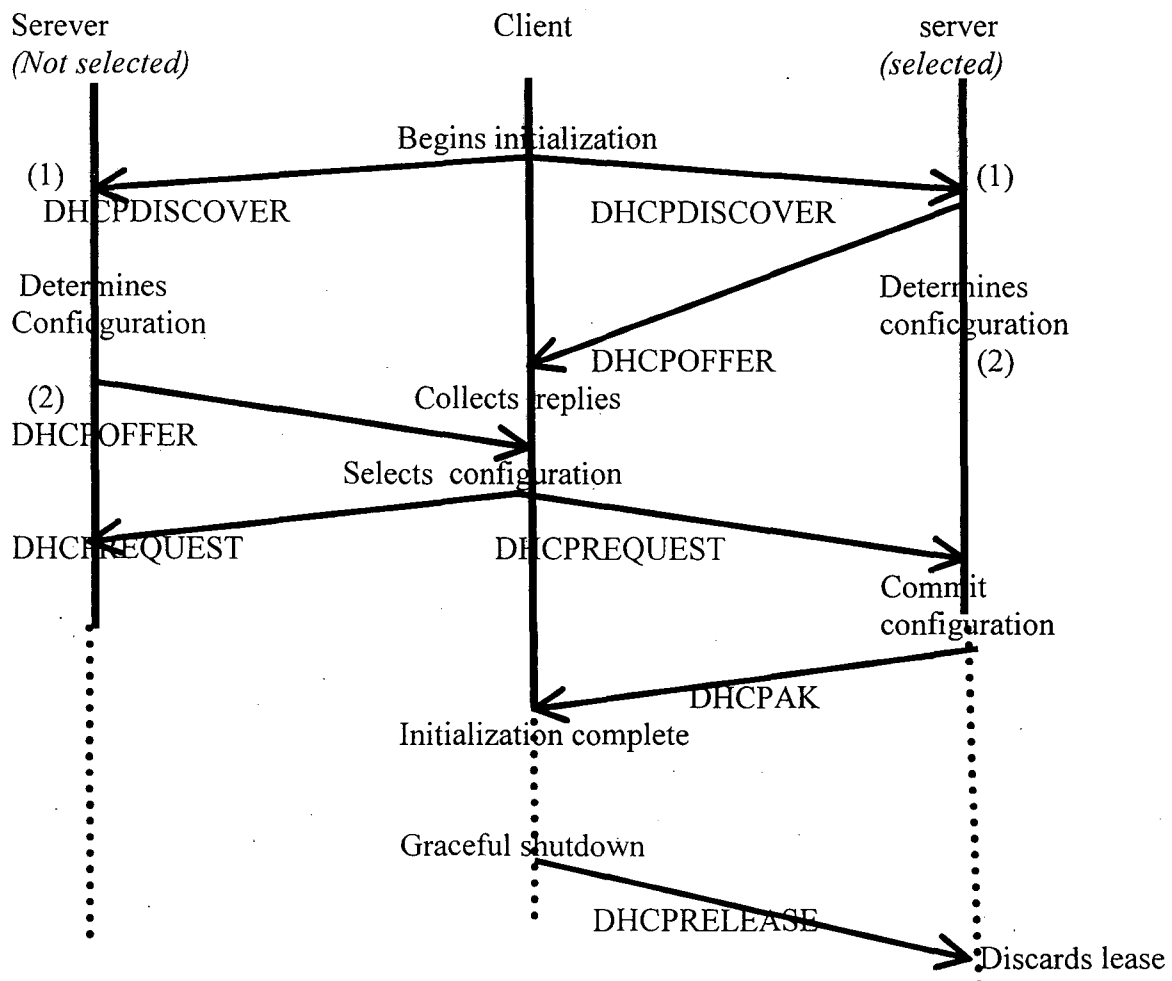 Serever
(Not selected)
Client
server
(selected)
Begins initialization
(1)
(1)
DHCPDISCOVER
DHCPDISCOVER
Determines
Conficguration
Determines
conficguration
DHCPOFFER
(2)
(2)
Collects replies
DHCPOFFER
Selects configuration
DHCPREQUEST
DHCPREQUEST
Commit
configuration
DHCPAK
Initialization complete
Graceful shutdown
DHCPRELEASE
Discards lease